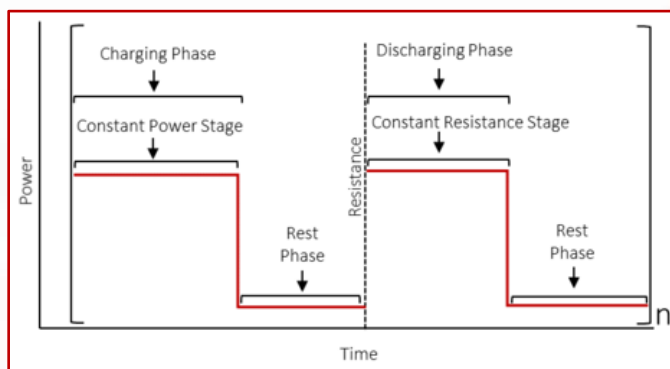 Charging Phase
Discharging Phase
Constant Power Stage
Constant Resistance Stage
Power
Resistance
Rest
Phase
Rest
Phase
n
Time